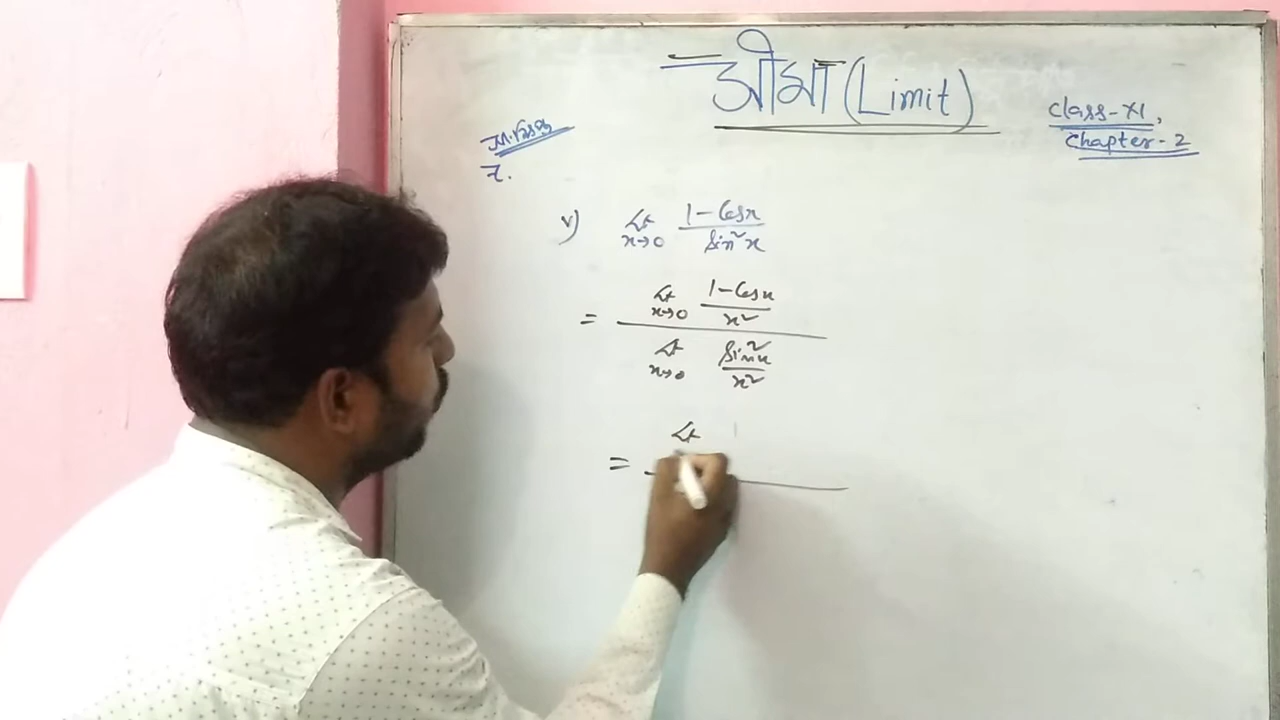 সীমা (Limit)
class-XI,
Chapter-2
7.
v) Lt x→0 1-Cosx / Sin²x
= Lt x→0 1-Cosx / x²
Lt x→0 Sin²x / x²
= Lt